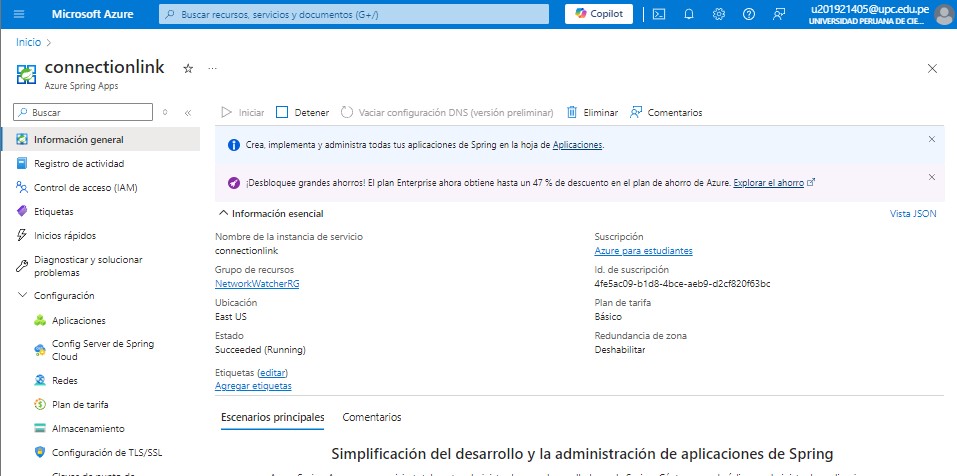 Microsoft Azure
Buscar recursos, servicios y documentos (G+/)
Copilot
u201921405@upc.edu.pe
UNIVERSIDAD PERUANA DE CIE...
Inicio
connectionlink
Azure Spring Apps
Buscar
Iniciar
Detener
Vaciar configuración DNS (versión preliminar)
Eliminar
Comentarios
Información general
Registro de actividad
Control de acceso (IAM)
Etiquetas
Inicios rápidos
Diagnosticar y solucionar
problemas
Configuración
Aplicaciones
Config Server de Spring
Cloud
Redes
Plan de tarifa
Almacenamiento
Configuración de TLS/SSL
Crea, implementa y administra todas tus aplicaciones de Spring en la hoja de Aplicaciones.
¡Desbloquee grandes ahorros! El plan Enterprise ahora obtiene hasta un 47 % de descuento en el plan de ahorro de Azure. Explorar el ahorro
Información esencial
Vista JSON
Nombre de la instancia de servicio
connectionlink
Grupo de recursos
NetworkWatcherRG
Ubicación
East US
Estado
Succeeded (Running)
Suscripción
Azure para estudiantes
Id. de suscripción
4fe5ac09-b1d8-4bce-aeb9-d2cf820f63bc
Plan de tarifa
Básico
Redundancia de zona
Deshabilitar
Etiquetas (editar)
Agregar etiquetas
Escenarios principales
Comentarios
Simplificación del desarrollo y la administración de aplicaciones de Spring